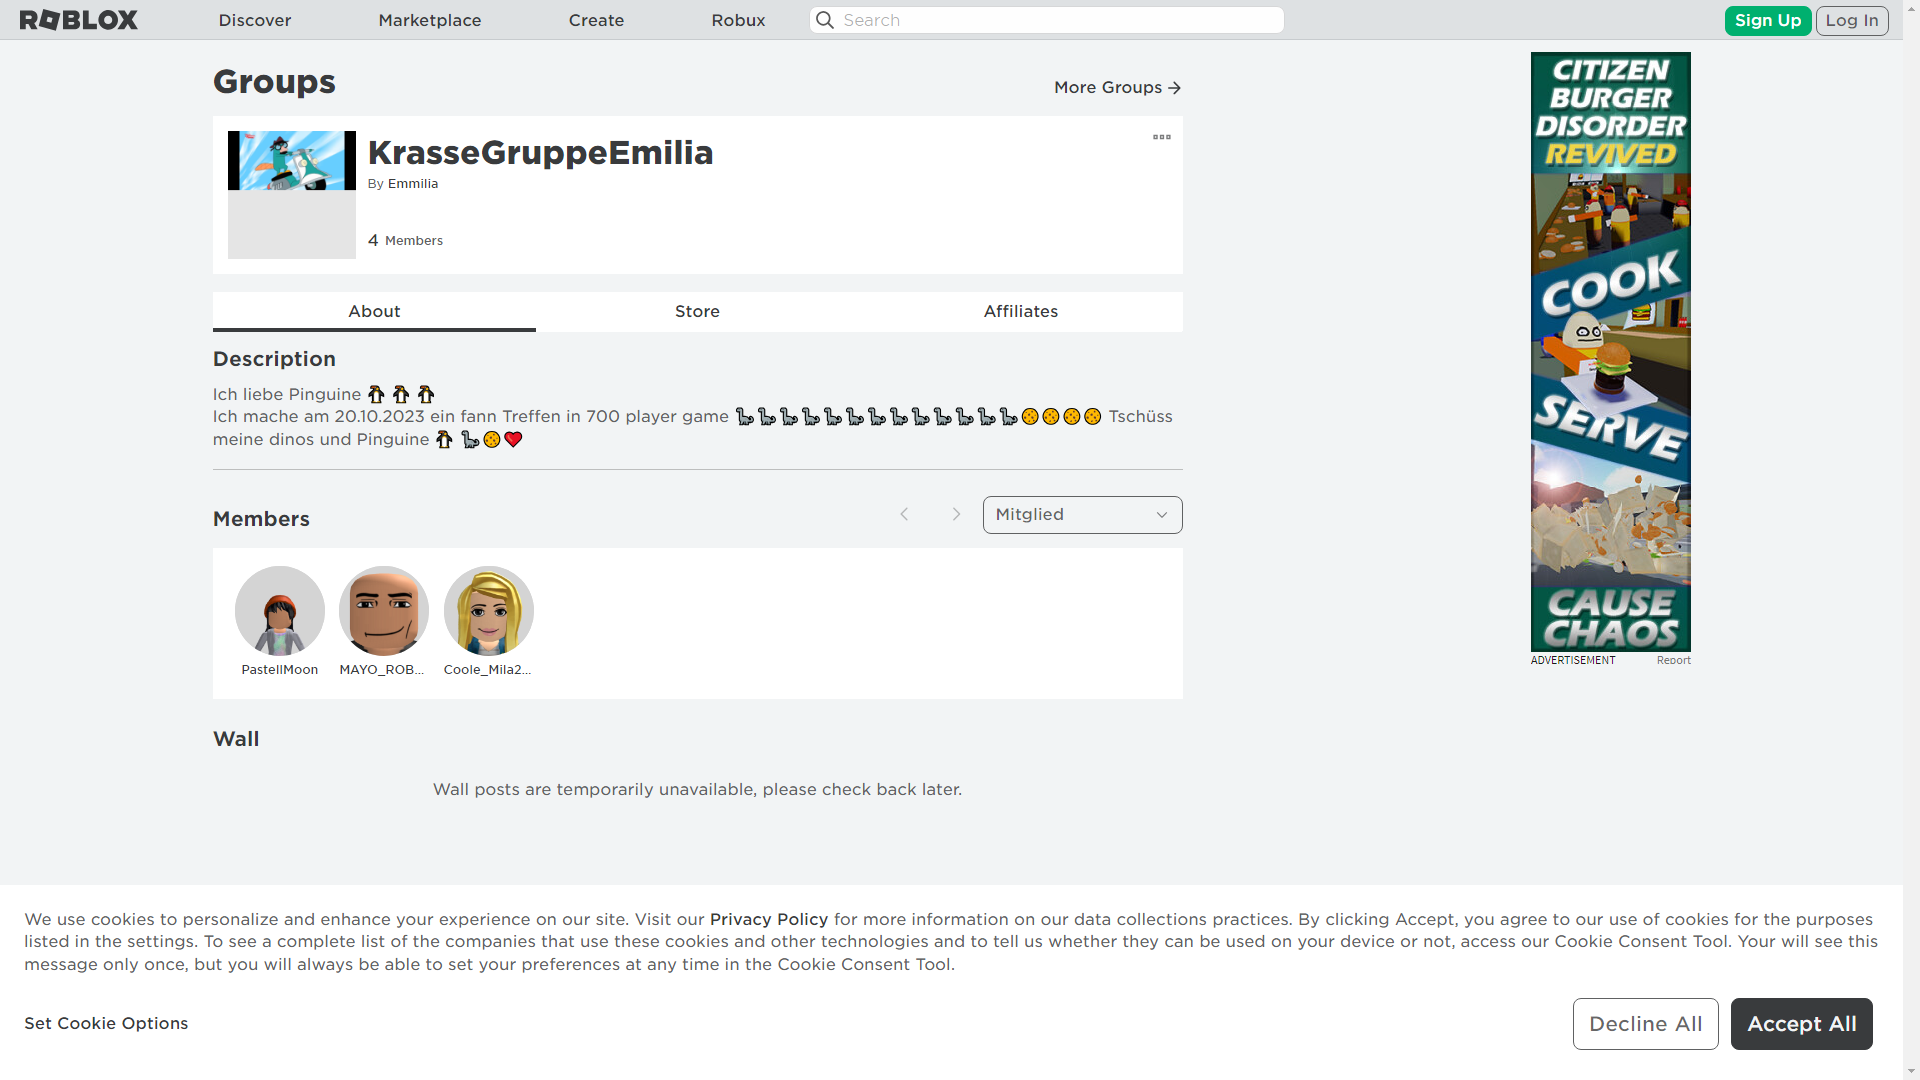 ROBLOX
Discover
Marketplace
Create
Robux
Search
Sign Up
Log In
Groups
More Groups
KrasseGruppeEmilia
By Emmilia
4 Members
About
Store
Affiliates
Description
Ich liebe Pinguine 🐧 🐧 🐧
Ich mache am 20.10.2023 ein fann Treffen in 700 player game 🦕🦕🦕🦕🦕🦕🦕🦕🦕🦕🦕🦕🦕🍪🍪🍪🍪 Tschüss
meine dinos und Pinguine 🐧 🦕🍪❤️
Members
Mitglied
PastellMoon
MAYO_ROB...
Coole_Mila2...
Wall
Wall posts are temporarily unavailable, please check back later.
CITIZEN
BURGER
DISORDER
REVIVED
COOK
SERVE
CAUSE
CHAOS
ADVERTISEMENT
Report
We use cookies to personalize and enhance your experience on our site. Visit our Privacy Policy for more information on our data collections practices. By clicking Accept, you agree to our use of cookies for the purposes
listed in the settings. To see a complete list of the companies that use these cookies and other technologies and to tell us whether they can be used on your device or not, access our Cookie Consent Tool. Your will see this
message only once, but you will always be able to set your preferences at any time in the Cookie Consent Tool.
Set Cookie Options
Decline All
Accept All